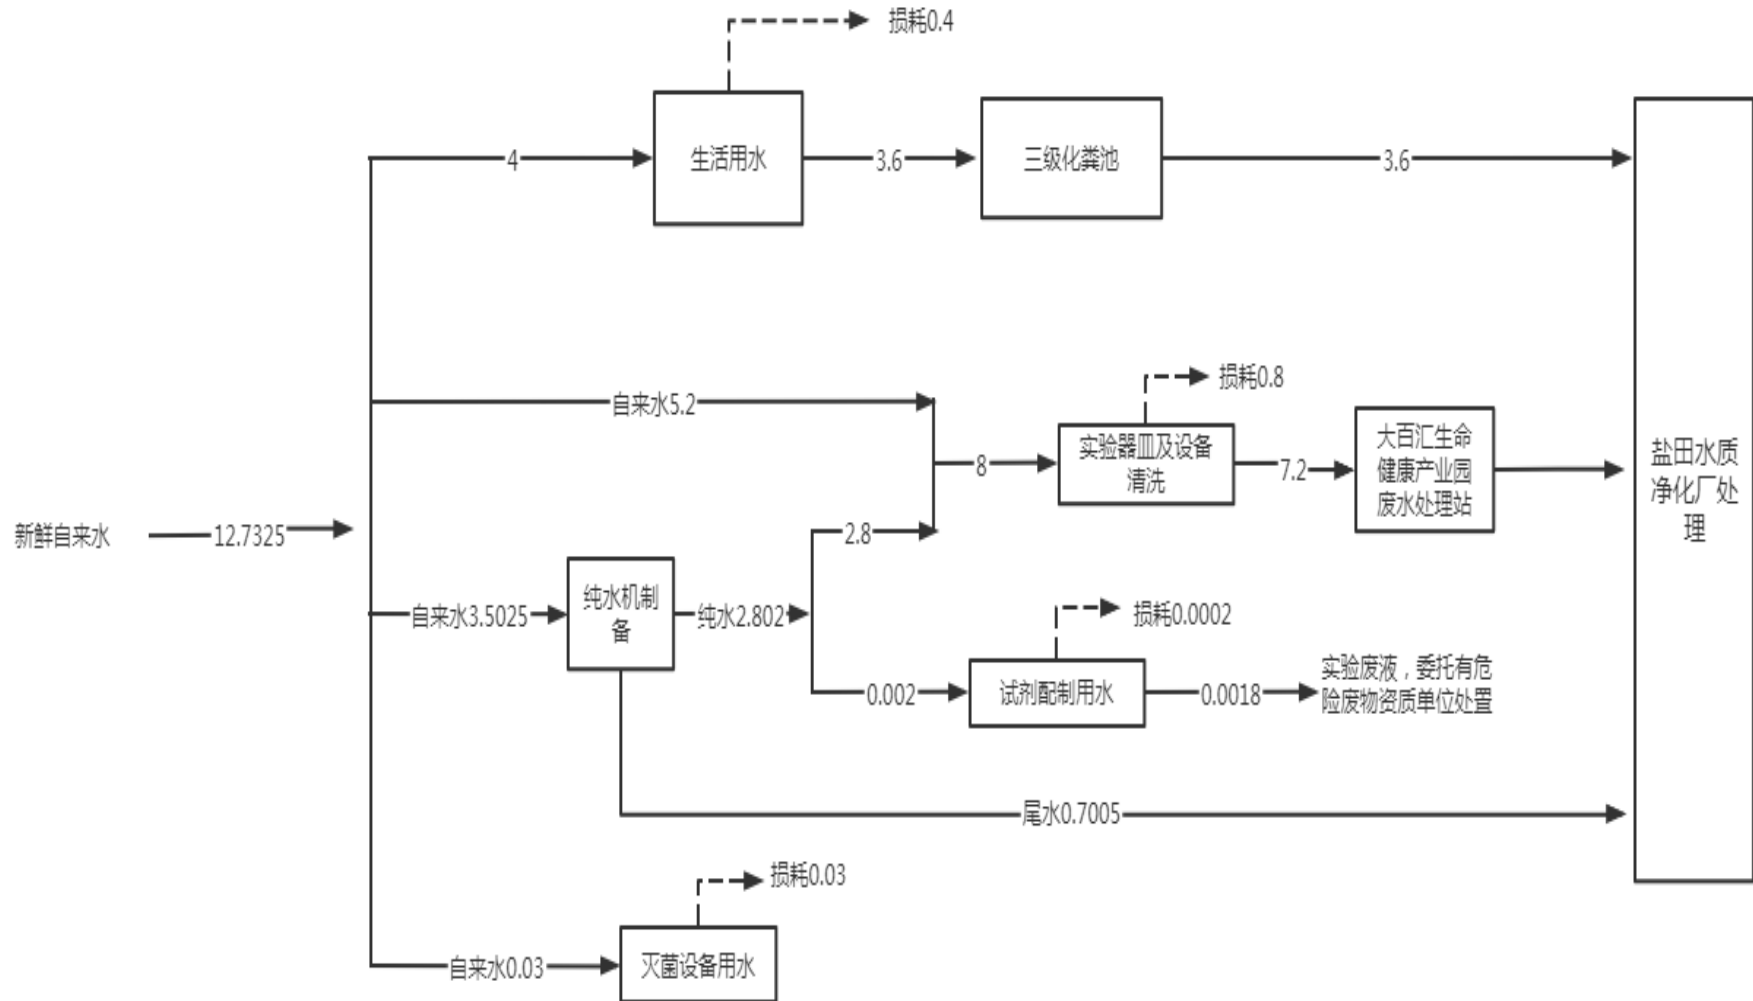 损耗0.4
4
生活用水
3.6
三级化粪池
3.6
自来水5.2
损耗0.8
8
实验器皿及设备
清洗
7.2
大百汇生命
健康产业园
废水处理站
盐田水质
净化厂处
理
新鲜自来水
12.7325
2.8
自来水3.5025
纯水机制
备
纯水2.802
损耗0.0002
0.002
试剂配制用水
0.0018
实验废液，委托有危
险废物资质单位处置
尾水0.7005
损耗0.03
自来水0.03
灭菌设备用水